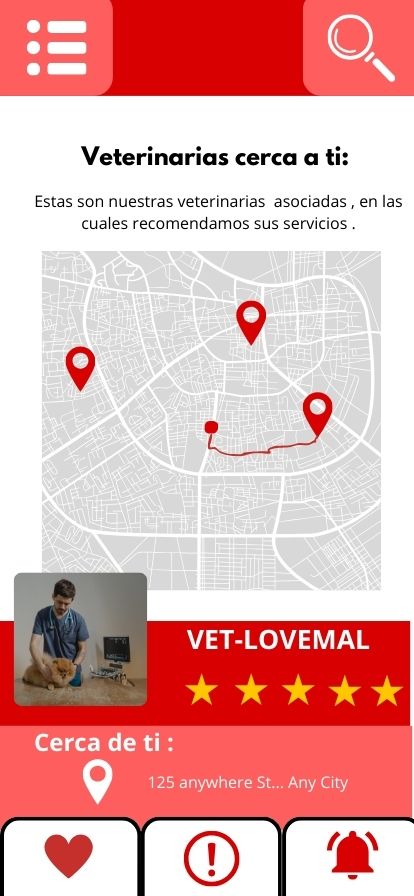 Veterinarias cerca a ti:
Estas son nuestras veterinarias asociadas , en las
cuales recomendamos sus servicios .
VET-LOVEMAL
Cerca de ti :
125 anywhere St... Any City